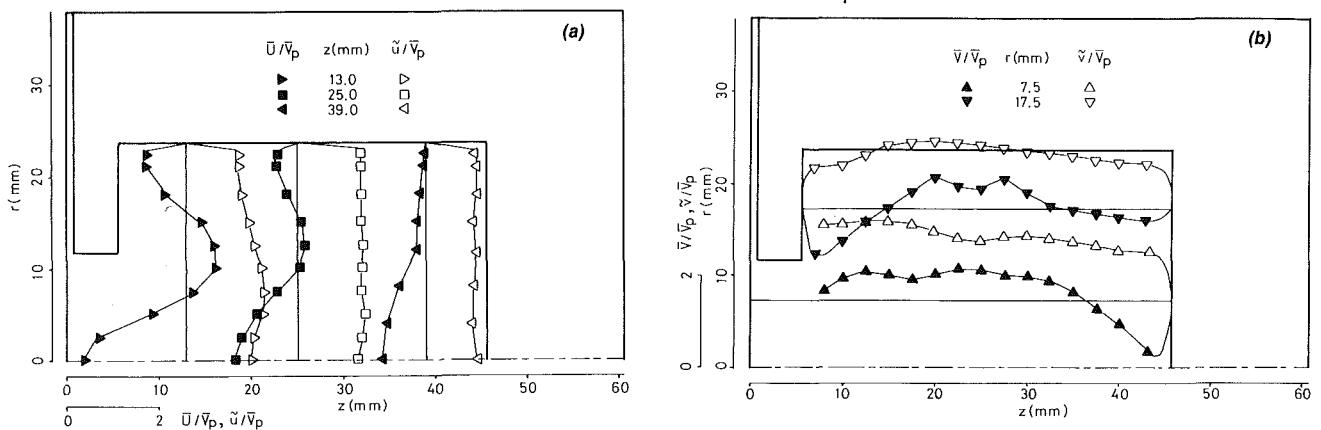 (a)
U̅/V̅p z(mm) ũ/V̅p
13.0
25.0
39.0
30
20
10
0
r(mm)
0 10 20 30 40 50 60
z(mm)
0 2 U̅/V̅p, ũ/V̅p
(b)
V̅/V̅p r(mm) ṽ/V̅p
7.5
17.5
30
20
10
0
r(mm)
2
0
V̅/V̅p, ṽ/V̅p
0 10 20 30 40 50 60
z(mm)